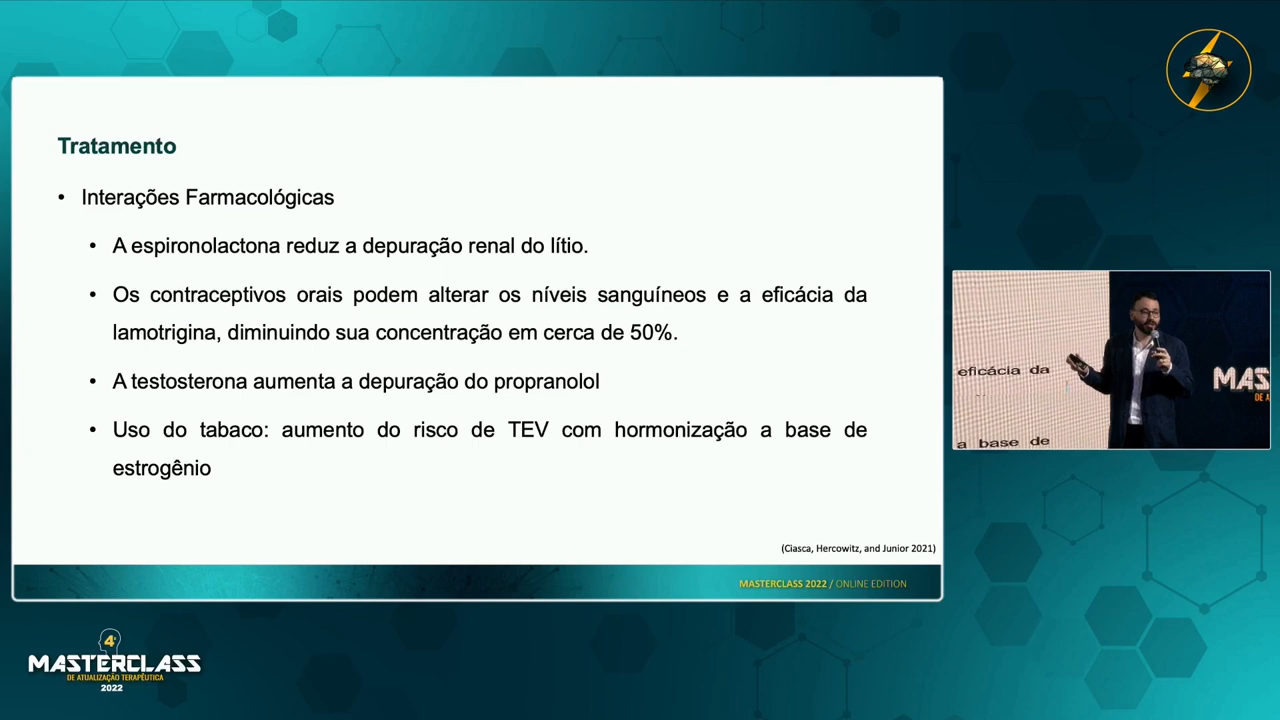 Tratamento
• Interações Farmacológicas
• A espironolactona reduz a depuração renal do lítio.
• Os contraceptivos orais podem alterar os níveis sanguíneos e a eficácia da
lamotrigina, diminuindo sua concentração em cerca de 50%.
• A testosterona aumenta a depuração do propranolol
• Uso do tabaco: aumento do risco de TEV com hormonização a base de
estrogênio
(Ciasca, Hercowitz, and Junior 2021)
MASTERCLASS 2022 / ONLINE EDITION
eficácia da
a base de
MAS
DE A
4ª
MASTERCLASS
DE ATUALIZAÇÃO TERAPÊUTICA
2022